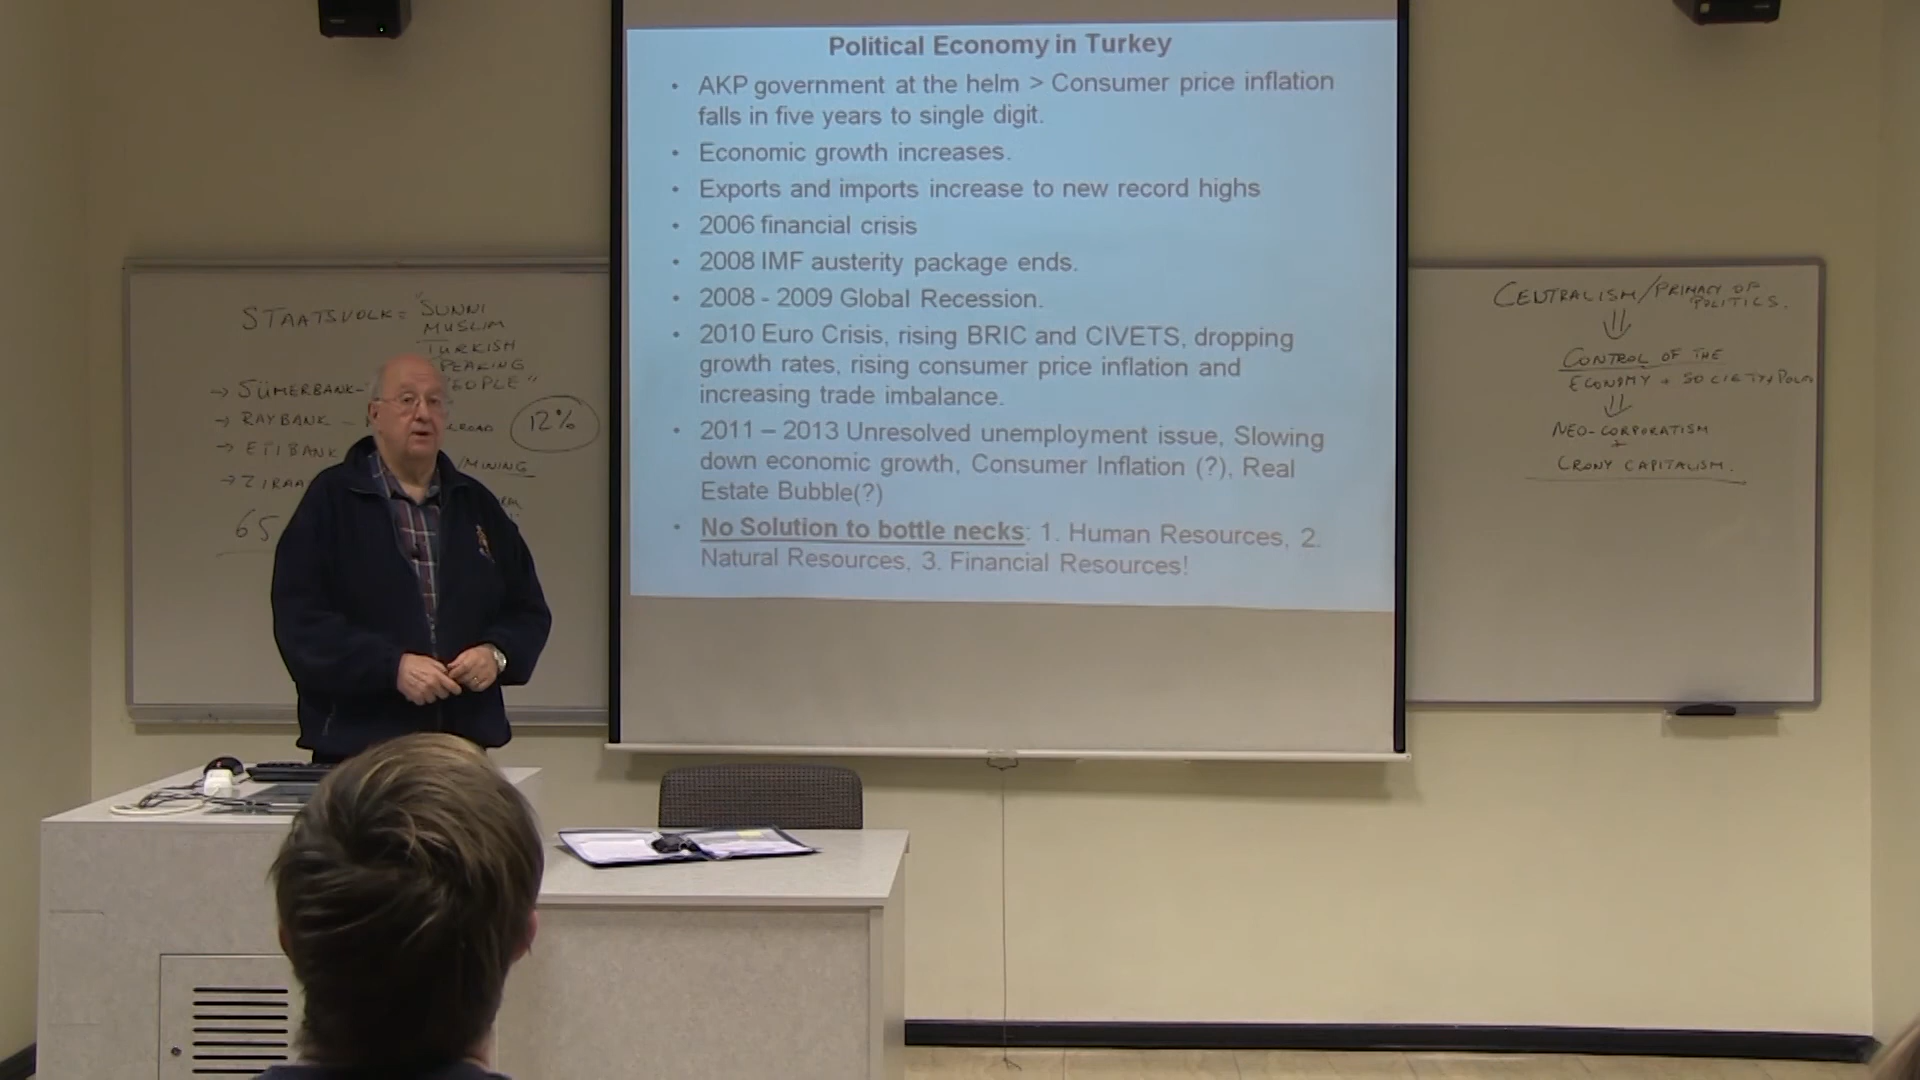 Political Economy in Turkey
• AKP government at the helm > Consumer price inflation
falls in five years to single digit.
• Economic growth increases.
• Exports and imports increase to new record highs
• 2006 financial crisis
• 2008 IMF austerity package ends.
• 2008 - 2009 Global Recession.
• 2010 Euro Crisis, rising BRIC and CIVETS, dropping
growth rates, rising consumer price inflation and
increasing trade imbalance.
• 2011 – 2013 Unresolved unemployment issue, Slowing
down economic growth, Consumer Inflation (?), Real
Estate Bubble(?)
• No Solution to bottle necks: 1. Human Resources, 2.
Natural Resources, 3. Financial Resources!
STAATSVOLK = "SUNNI
MUSLIM
TURKISH
SPEAKING
PEOPLE"
→ SÜMERBANK-
→ RAYBANK -
→ ETIBANK /MINING
→ ZIRAA
12%
65
CENTRALISM/PRIMACY OF
POLITICS.
⇓
CONTROL OF THE
ECONOMY + SOCIETY +
⇓
NEO-CORPORATISM
+
CRONY CAPITALISM.